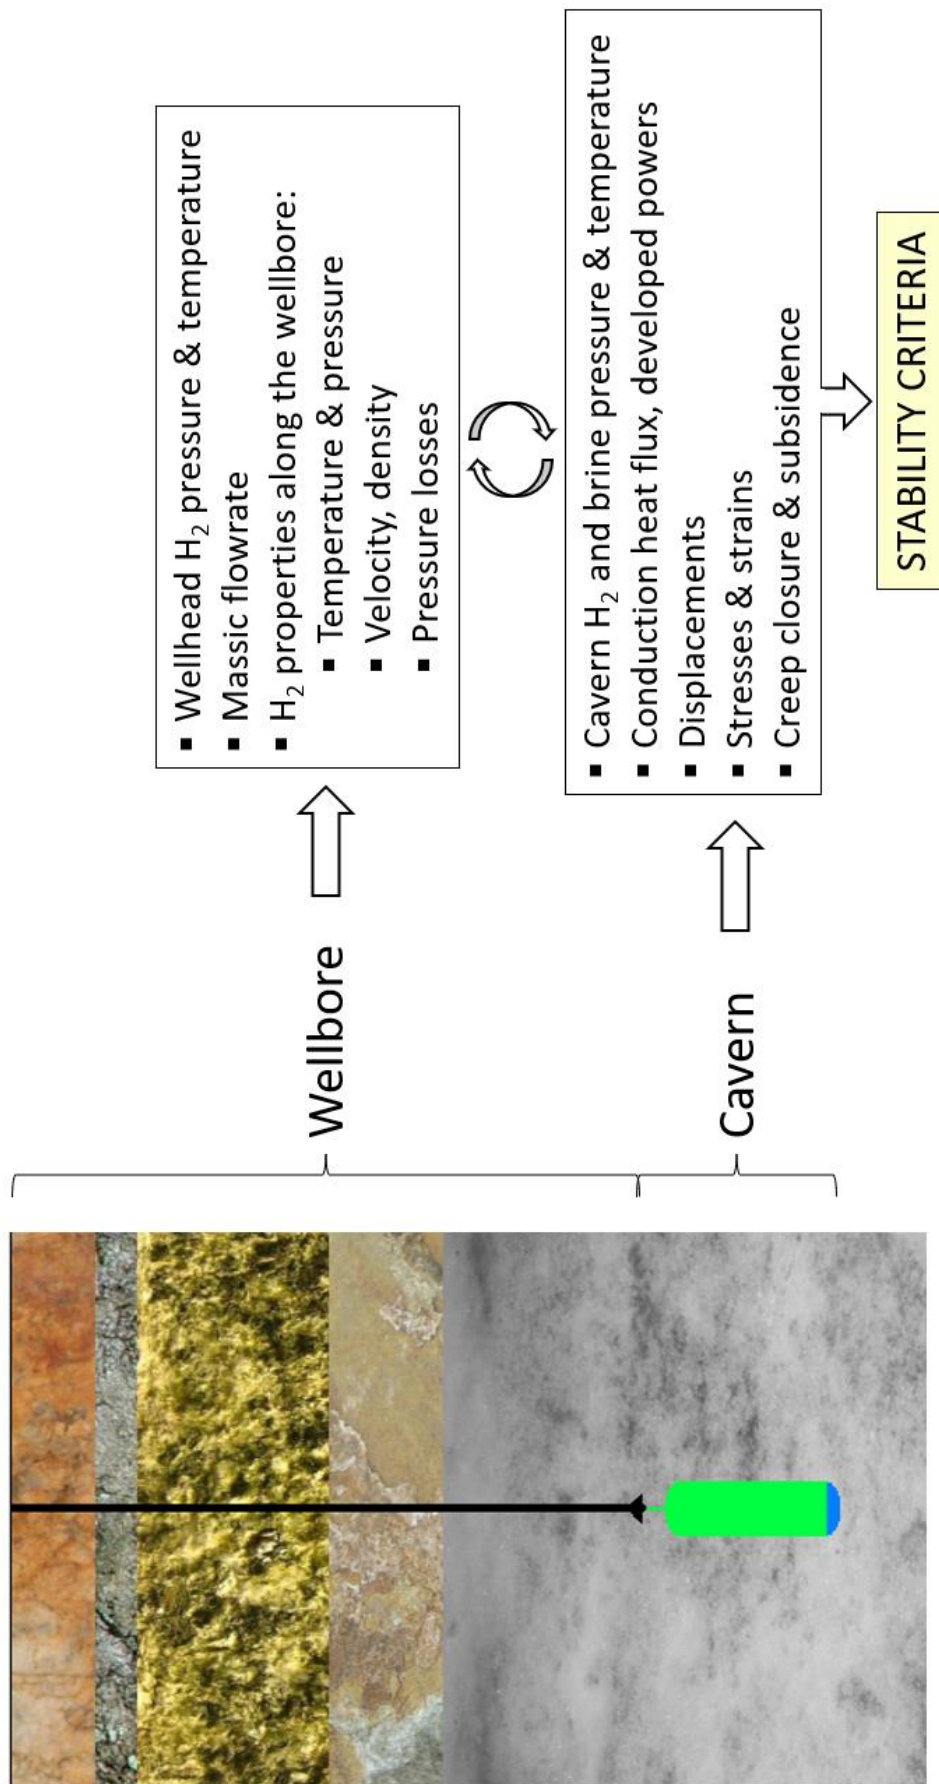 Wellbore
▪ Wellhead H₂ pressure & temperature
▪ Massic flowrate
▪ H₂ properties along the wellbore:
▪ Temperature & pressure
▪ Velocity, density
▪ Pressure losses
Cavern
▪ Cavern H₂ and brine pressure & temperature
▪ Conduction heat flux, developed powers
▪ Displacements
▪ Stresses & strains
▪ Creep closure & subsidence
STABILITY CRITERIA